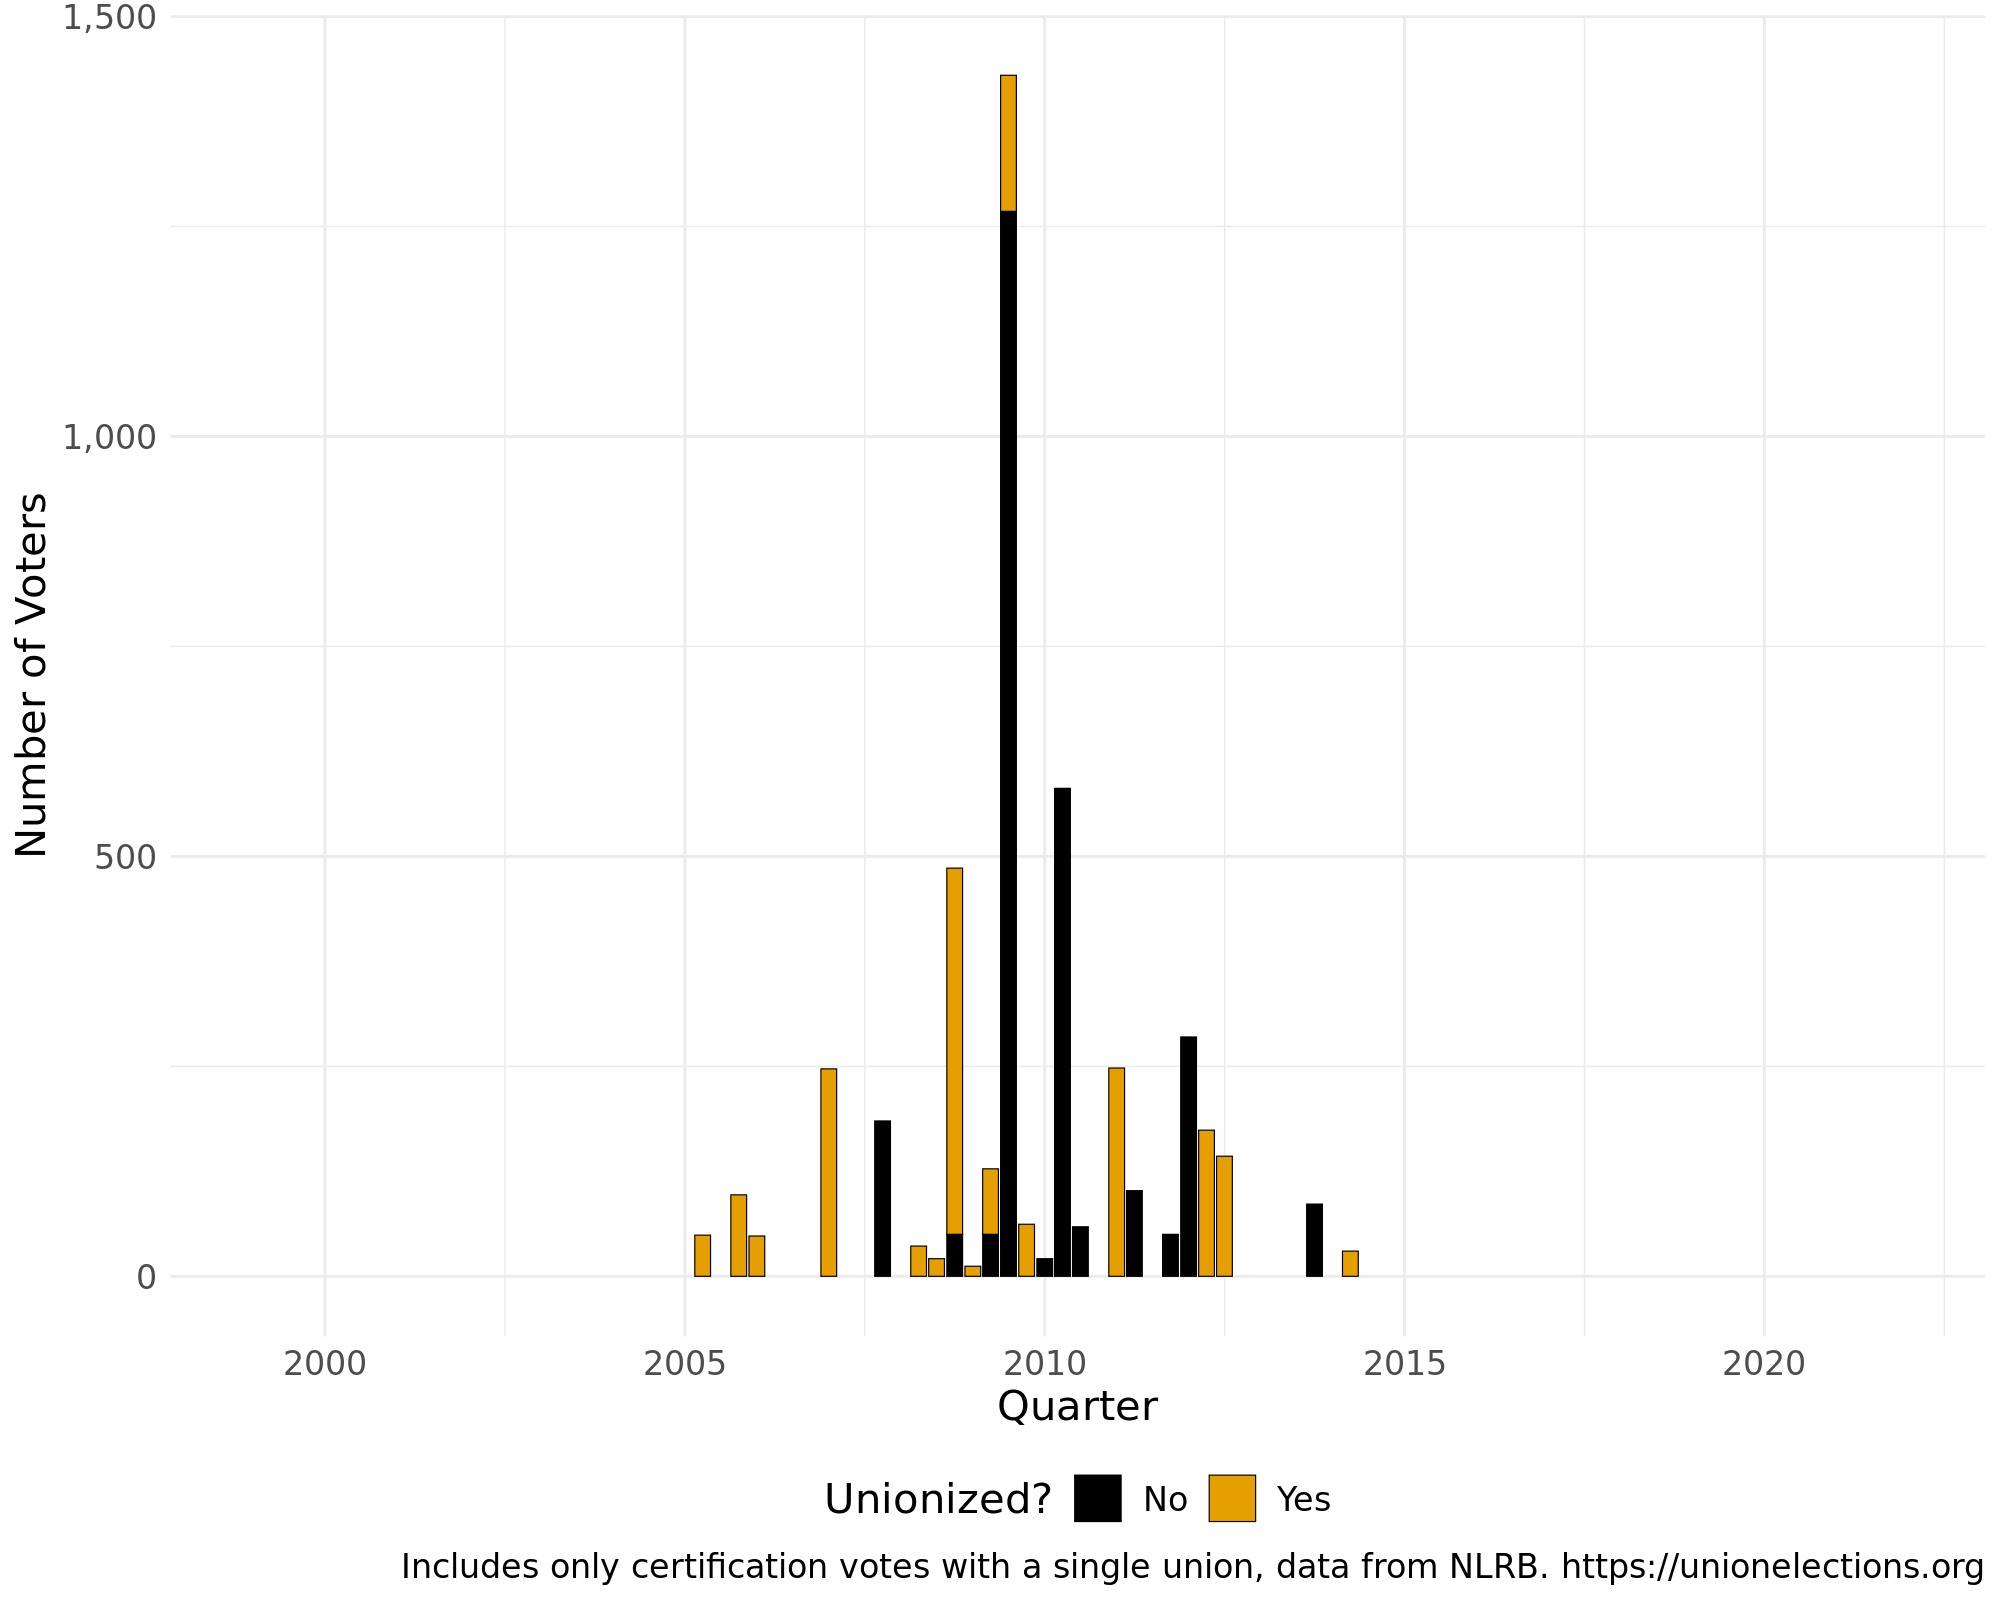 1,500
1,000
500
0
Number of Voters
2000 2005 2010 2015 2020
Quarter
Unionized? No Yes
Includes only certification votes with a single union, data from NLRB. https://unionelections.org